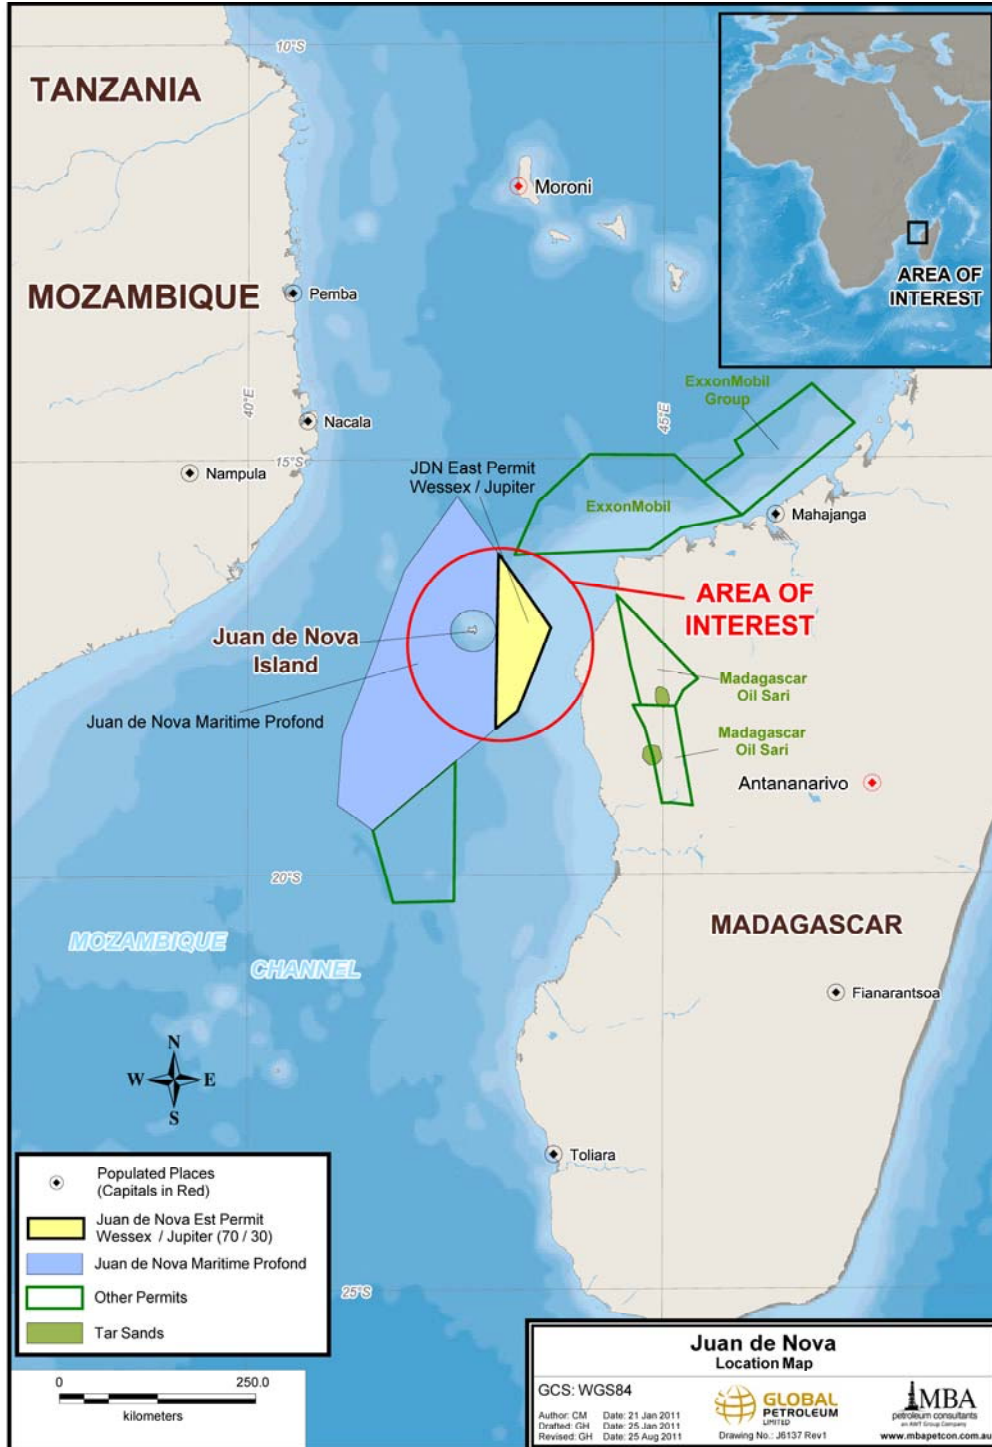 10°S
TANZANIA
Moroni
AREA OF
INTEREST
MOZAMBIQUE
Pemba
ExxonMobil
Group
40°E
45°E
Nacala
15°S
JDN East Permit
Wessex / Jupiter
Nampula
ExxonMobil
Mahajanga
AREA OF
INTEREST
Juan de Nova
Island
Madagascar
Oil Sari
Juan de Nova Maritime Profond
Madagascar
Oil Sari
Antananarivo
20°S
MADAGASCAR
MOZAMBIQUE
CHANNEL
Fianarantsoa
N
W
E
S
Toliara
Populated Places
(Capitals in Red)
Juan de Nova Est Permit
Wessex / Jupiter (70 / 30)
Juan de Nova Maritime Profond
Other Permits
Tar Sands
25°S
0
250.0
kilometers
Juan de Nova
Location Map
GCS: WGS84
Author: CM Date: 21 Jan 2011
Drafted: GH Date: 25 Jan 2011
Revised: GH Date: 25 Aug 2011
GLOBAL
PETROLEUM
LIMITED
Drawing No.: J6137 Rev1
MBA
petroleum consultants
an AWT Group Company
www.mbapetcon.com.au